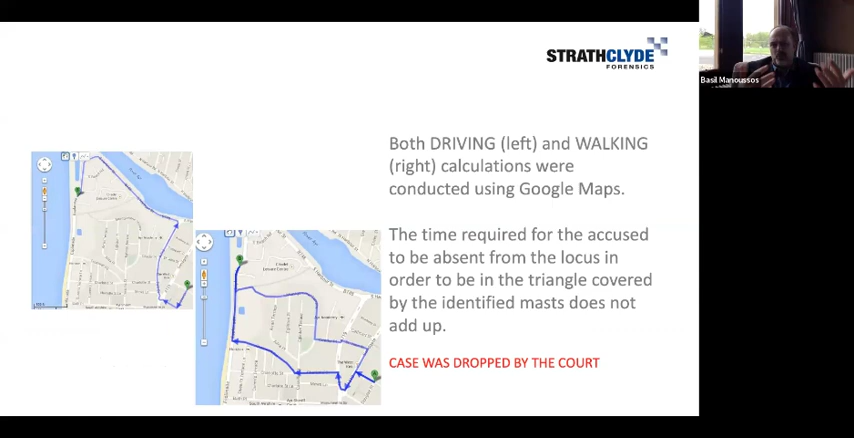 STRATHCLYDE
FORENSICS
Basil Manoussos
Both DRIVING (left) and WALKING
(right) calculations were
conducted using Google Maps.
The time required for the accused
to be absent from the locus in
order to be in the triangle covered
by the identified masts does not
add up.
CASE WAS DROPPED BY THE COURT